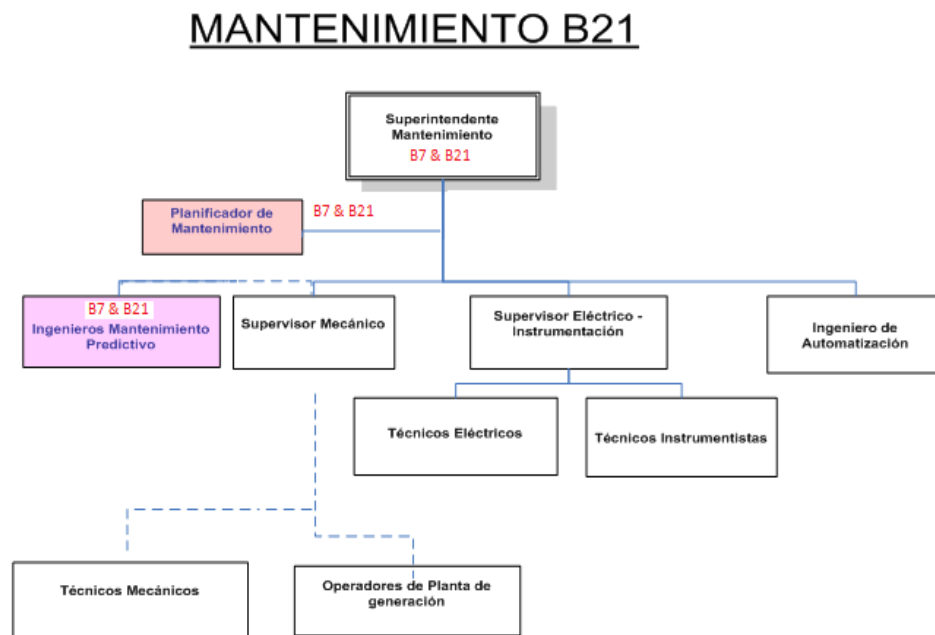 MANTENIMIENTO B21
Superintendente
Mantenimiento
B7 & B21
Planificador de
Mantenimiento
B7 & B21
B7 & B21
Ingenieros Mantenimiento
Predictivo
Supervisor Mecánico
Supervisor Eléctrico -
Instrumentación
Ingeniero de
Automatización
Técnicos Eléctricos
Técnicos Instrumentistas
Técnicos Mecánicos
Operadores de Planta de
generación